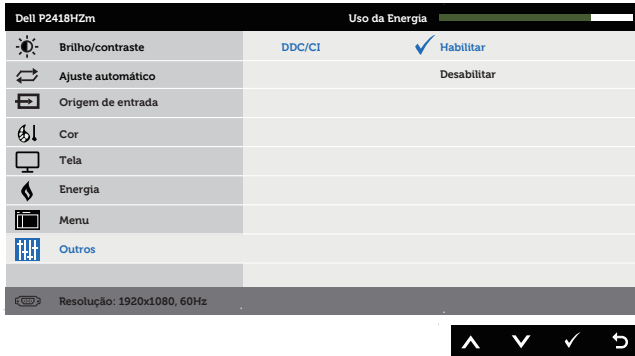 Dell P2418HZm Uso da Energia
Brilho/contraste DDC/CI Habilitar
Ajuste automático Desabilitar
Origem de entrada
Cor
Tela
Energia
Menu
Outros
Resolução: 1920x1080, 60Hz